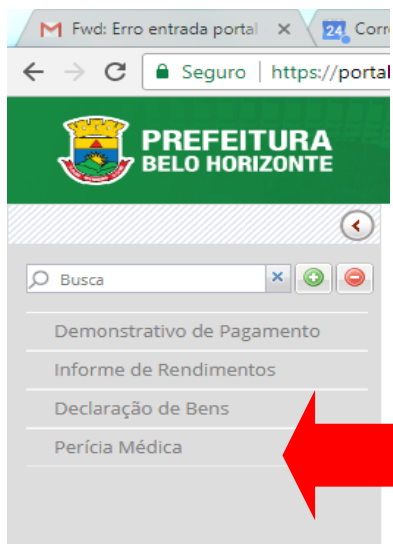 Fwd: Erro entrada portal
24 Corr
Seguro | https://portal
PREFEITURA
BELO HORIZONTE
Busca
Demonstrativo de Pagamento
Informe de Rendimentos
Declaração de Bens
Perícia Médica